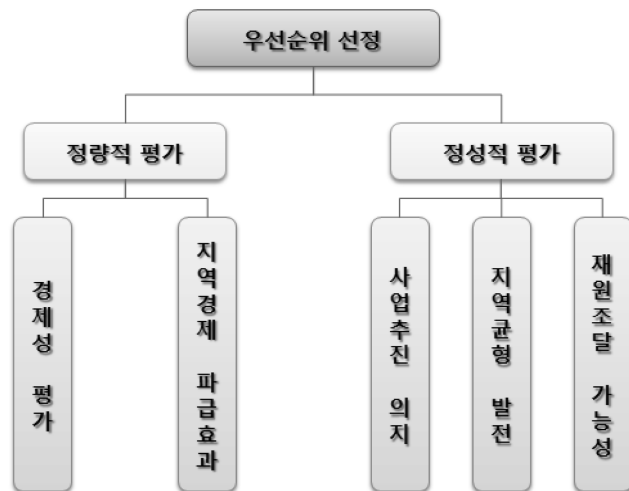 우선순위 선정
정량적 평가
정성적 평가
경제성 평가
지역경제 파급효과
사업추진 의지
지역균형 발전
재원조달 가능성